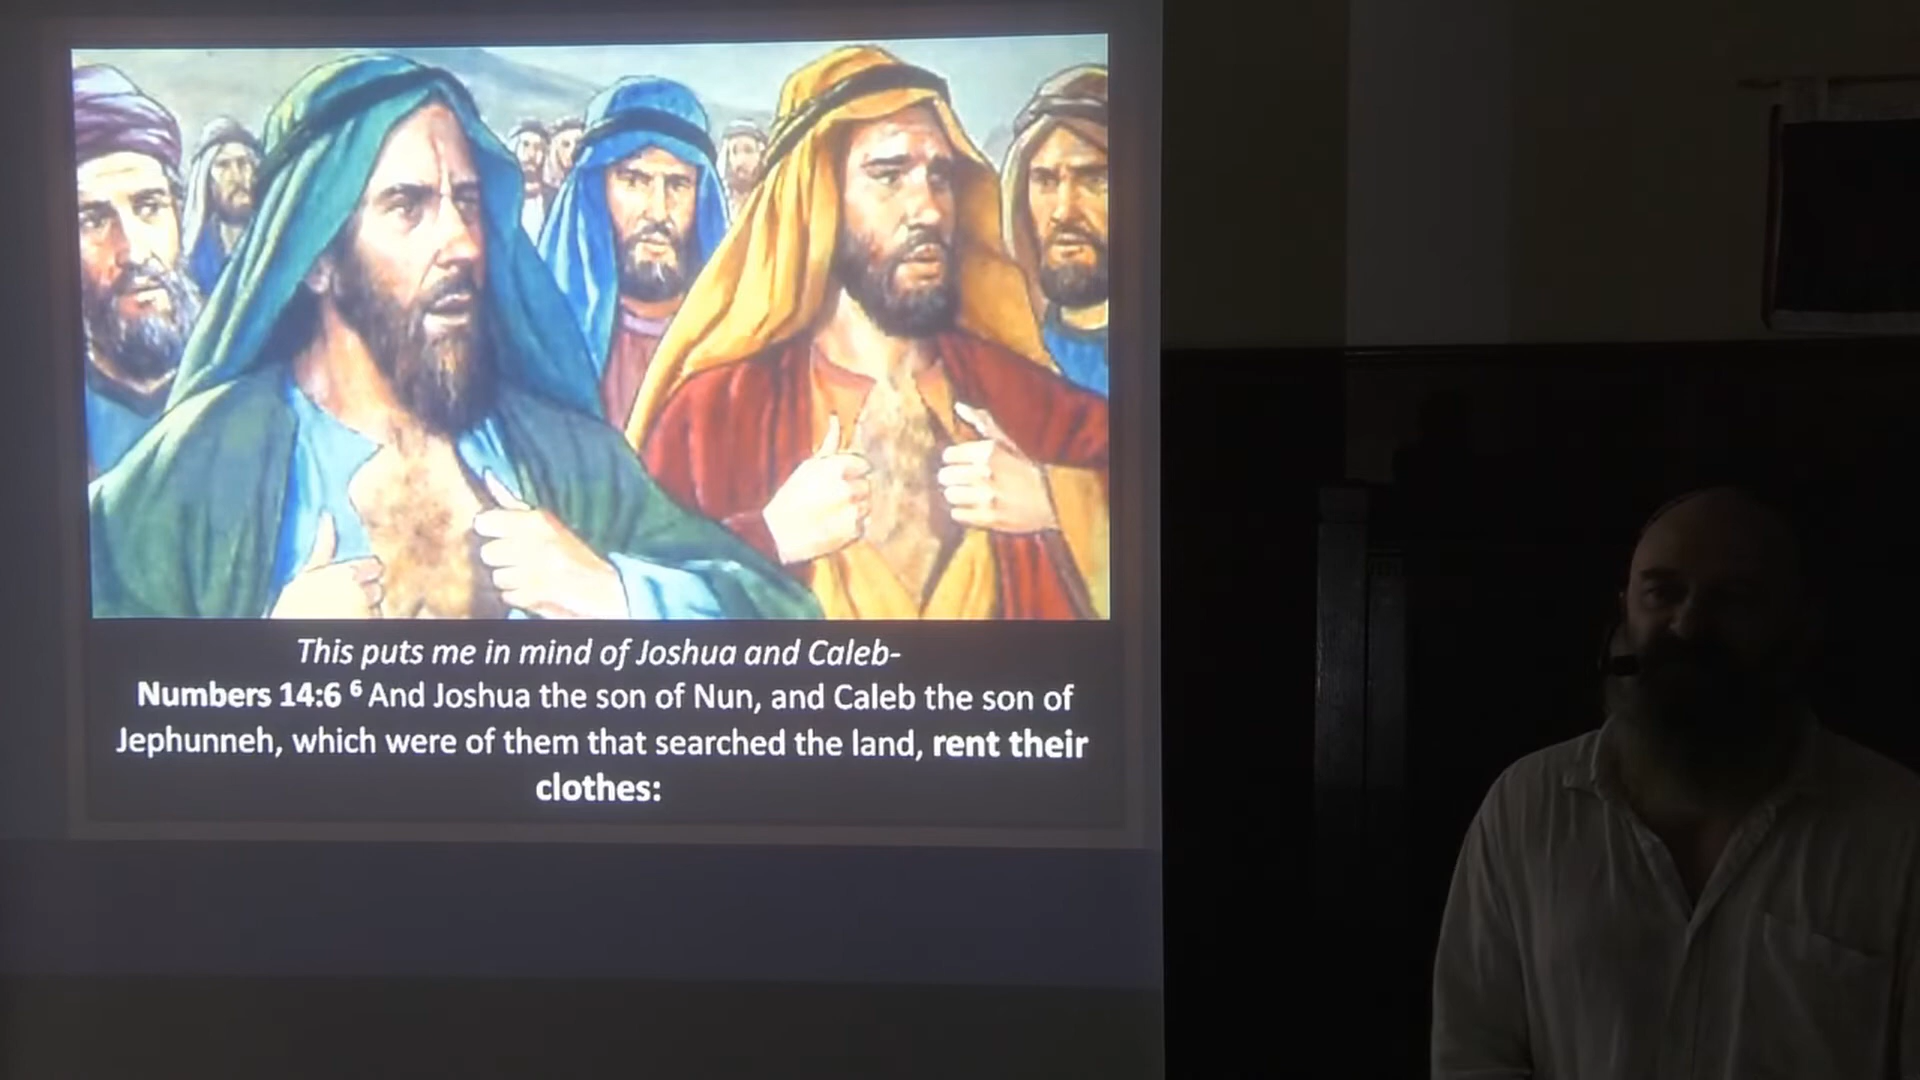 This puts me in mind of Joshua and Caleb-
Numbers 14:6 ⁶ And Joshua the son of Nun, and Caleb the son of
Jephunneh, which were of them that searched the land, rent their
clothes: